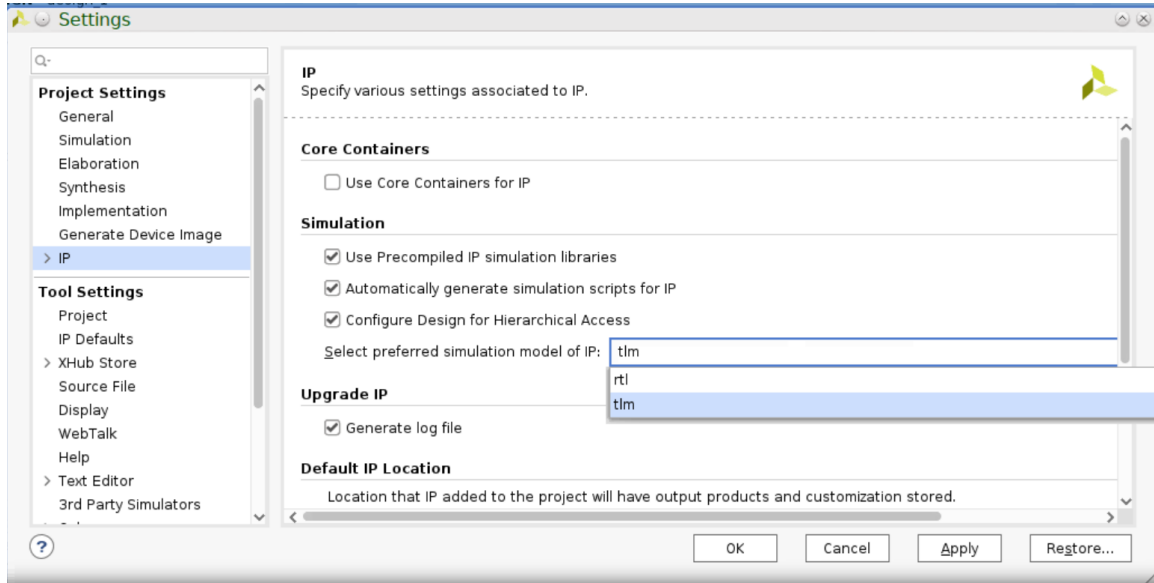 Settings
Q-
Project Settings
General
Simulation
Elaboration
Synthesis
Implementation
Generate Device Image
IP
Tool Settings
Project
IP Defaults
XHub Store
Source File
Display
WebTalk
Help
Text Editor
3rd Party Simulators
IP
Specify various settings associated to IP.
Core Containers
Use Core Containers for IP
Simulation
Use Precompiled IP simulation libraries
Automatically generate simulation scripts for IP
Configure Design for Hierarchical Access
Select preferred simulation model of IP: tlm
rtl
tlm
Upgrade IP
Generate log file
Default IP Location
Location that IP added to the project will have output products and customization stored.
?
OK
Cancel
Apply
Restore...